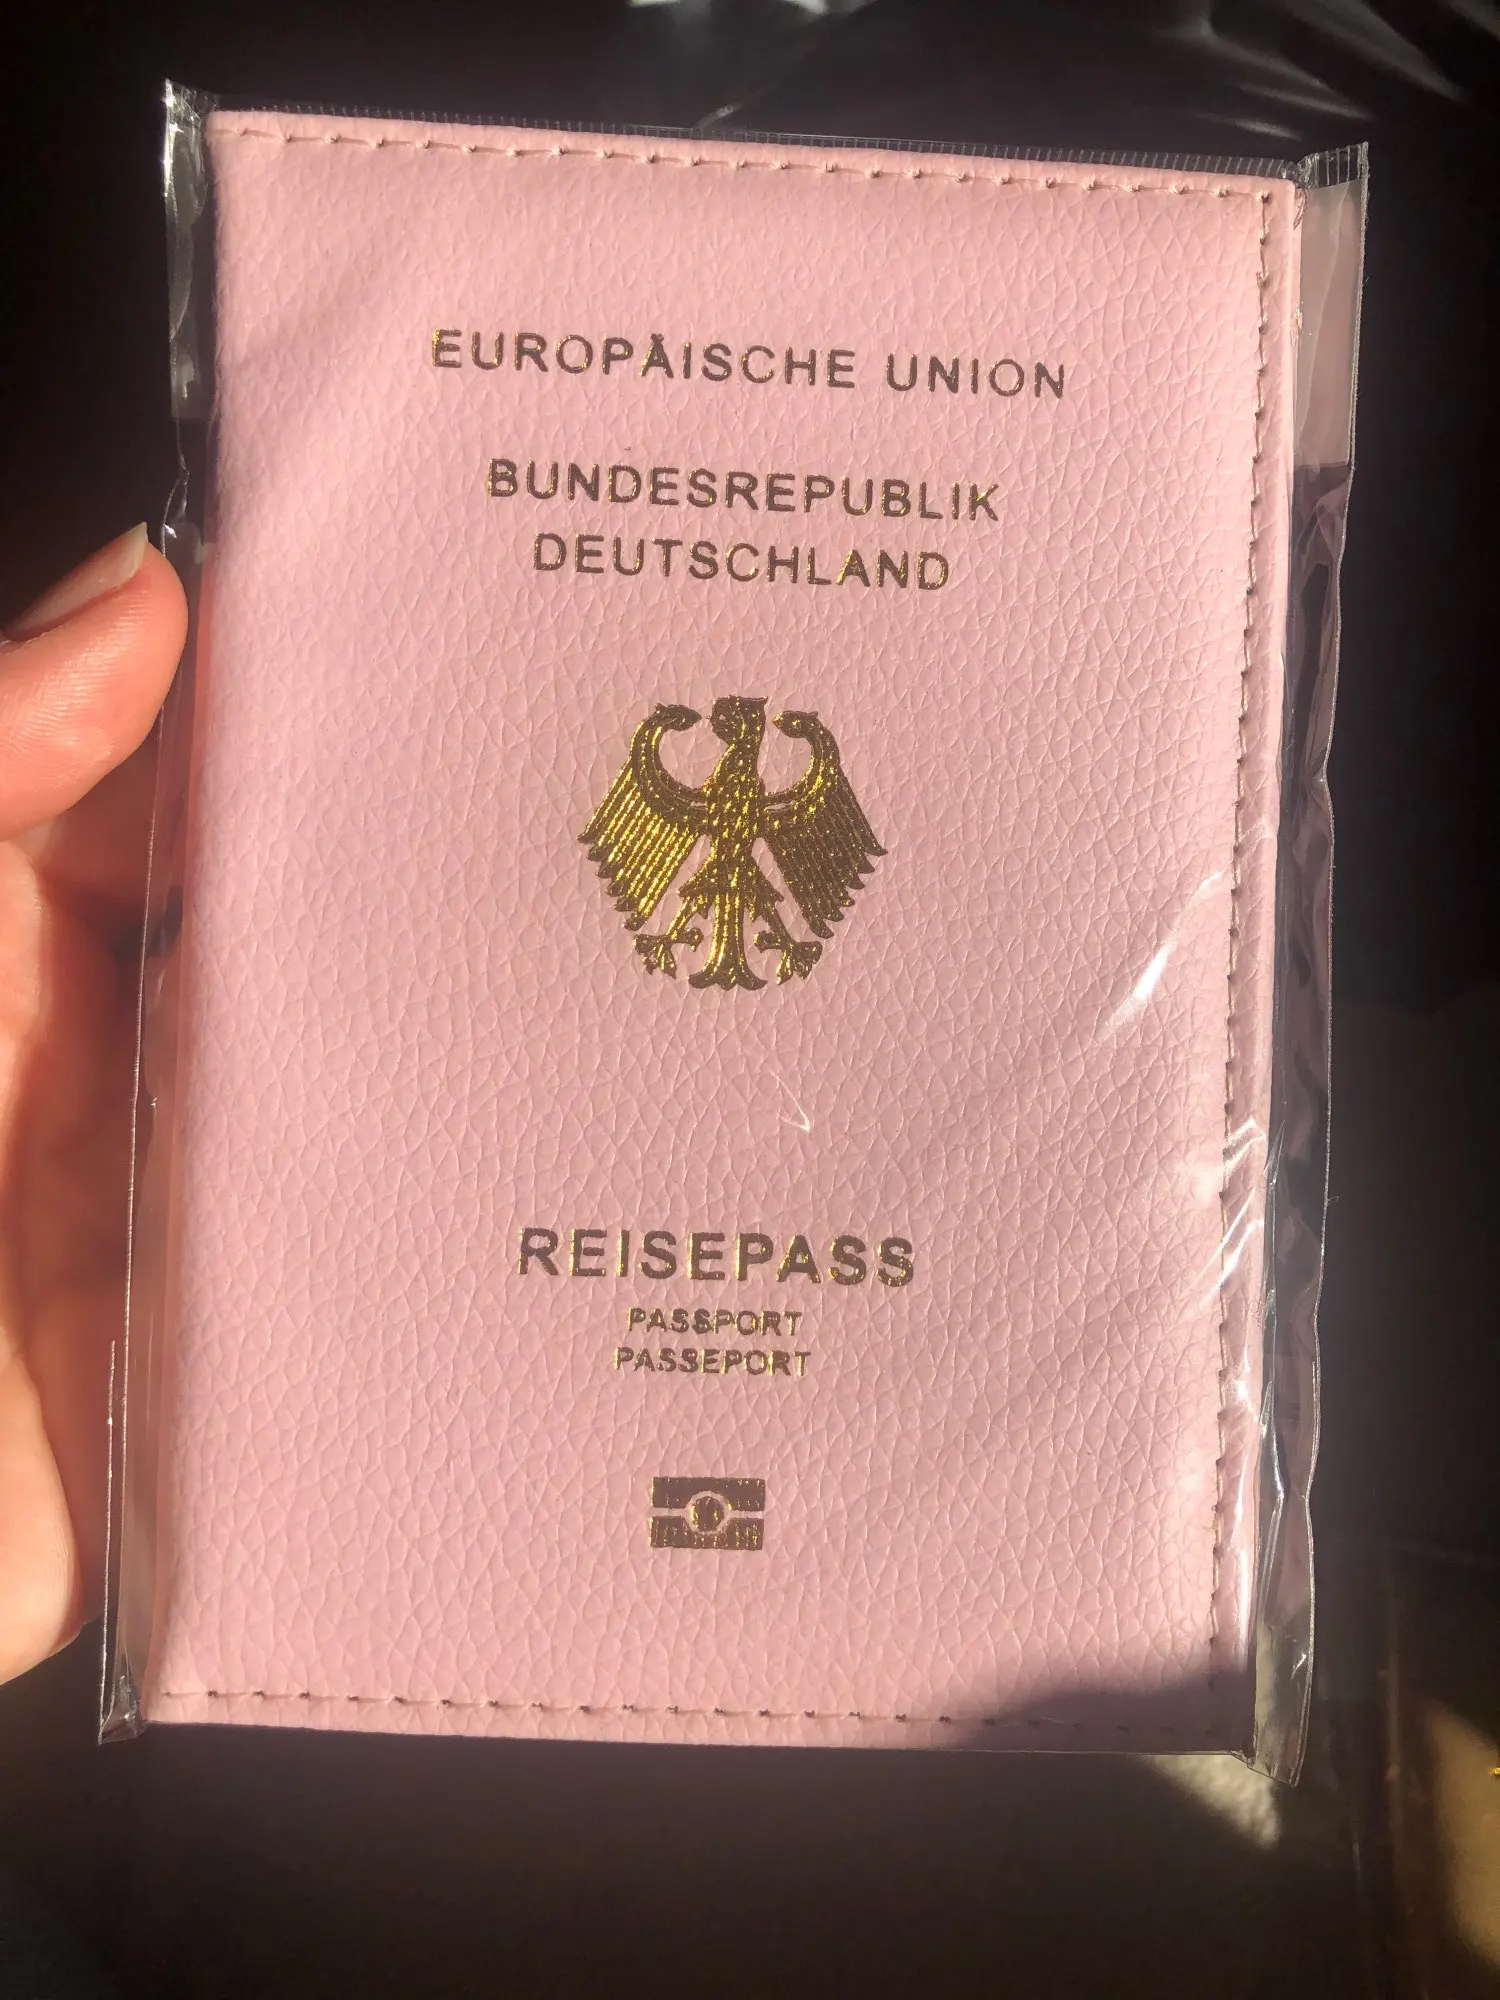 EUROPÄISCHE UNION
BUNDESREPUBLIK
DEUTSCHLAND
REISEPASS
PASSPORT
PASSEPORT